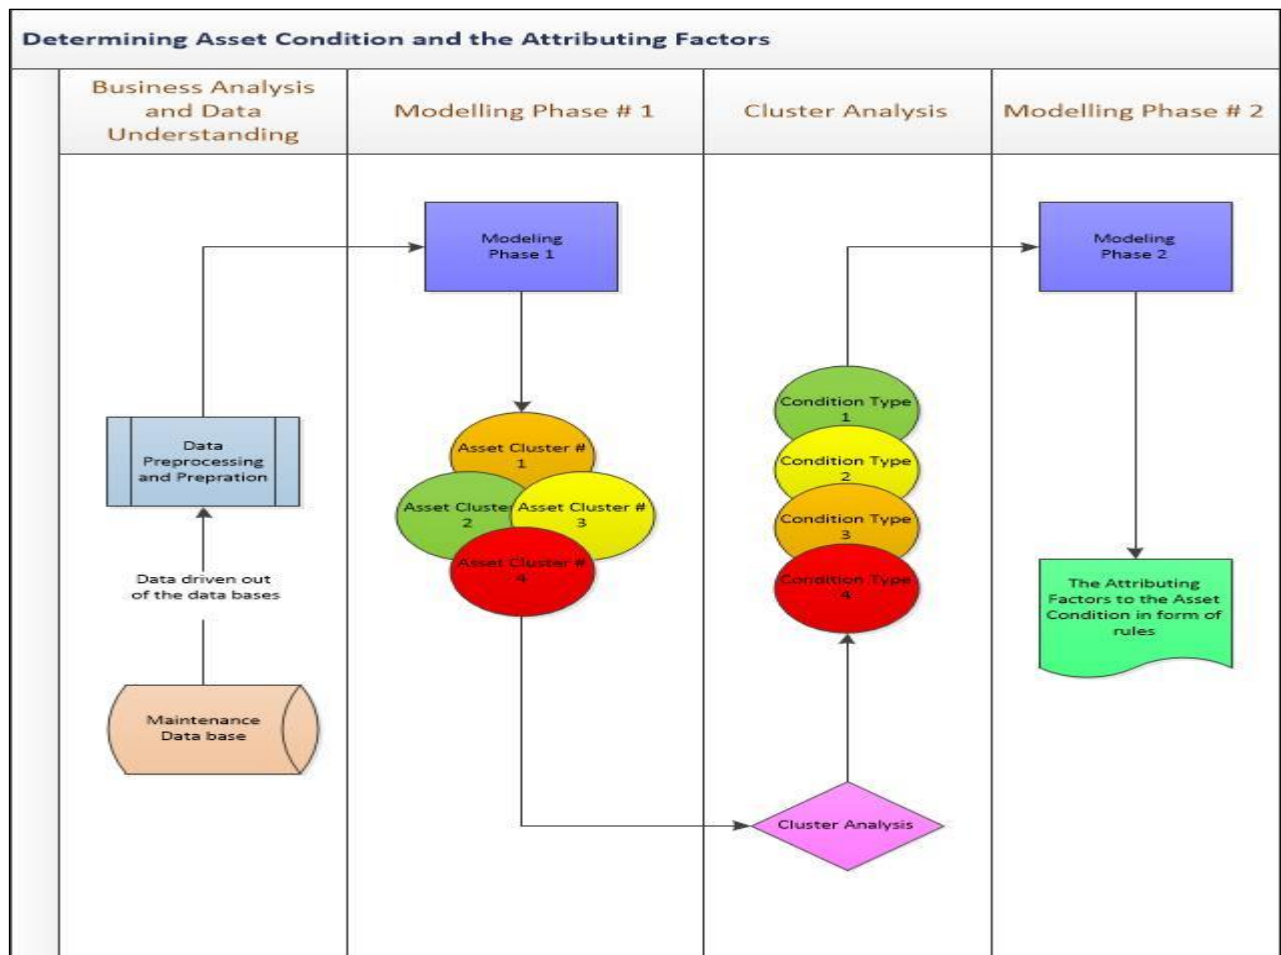 Determining Asset Condition and the Attributing Factors
Business Analysis
and Data
Understanding
Modelling Phase # 1
Cluster Analysis
Modelling Phase # 2
Modeling
Phase 1
Modeling
Phase 2
Data
Preprocessing
and Prepration
Data driven out
of the data bases
Maintenance
Data base
Asset Cluster #
1
Asset Cluster
2
Asset Cluster #
3
Asset Cluster #
4
Condition Type
1
Condition Type
2
Condition Type
3
Condition Type
4
Cluster Analysis
The Attributing
Factors to the Asset
Condition in form of
rules